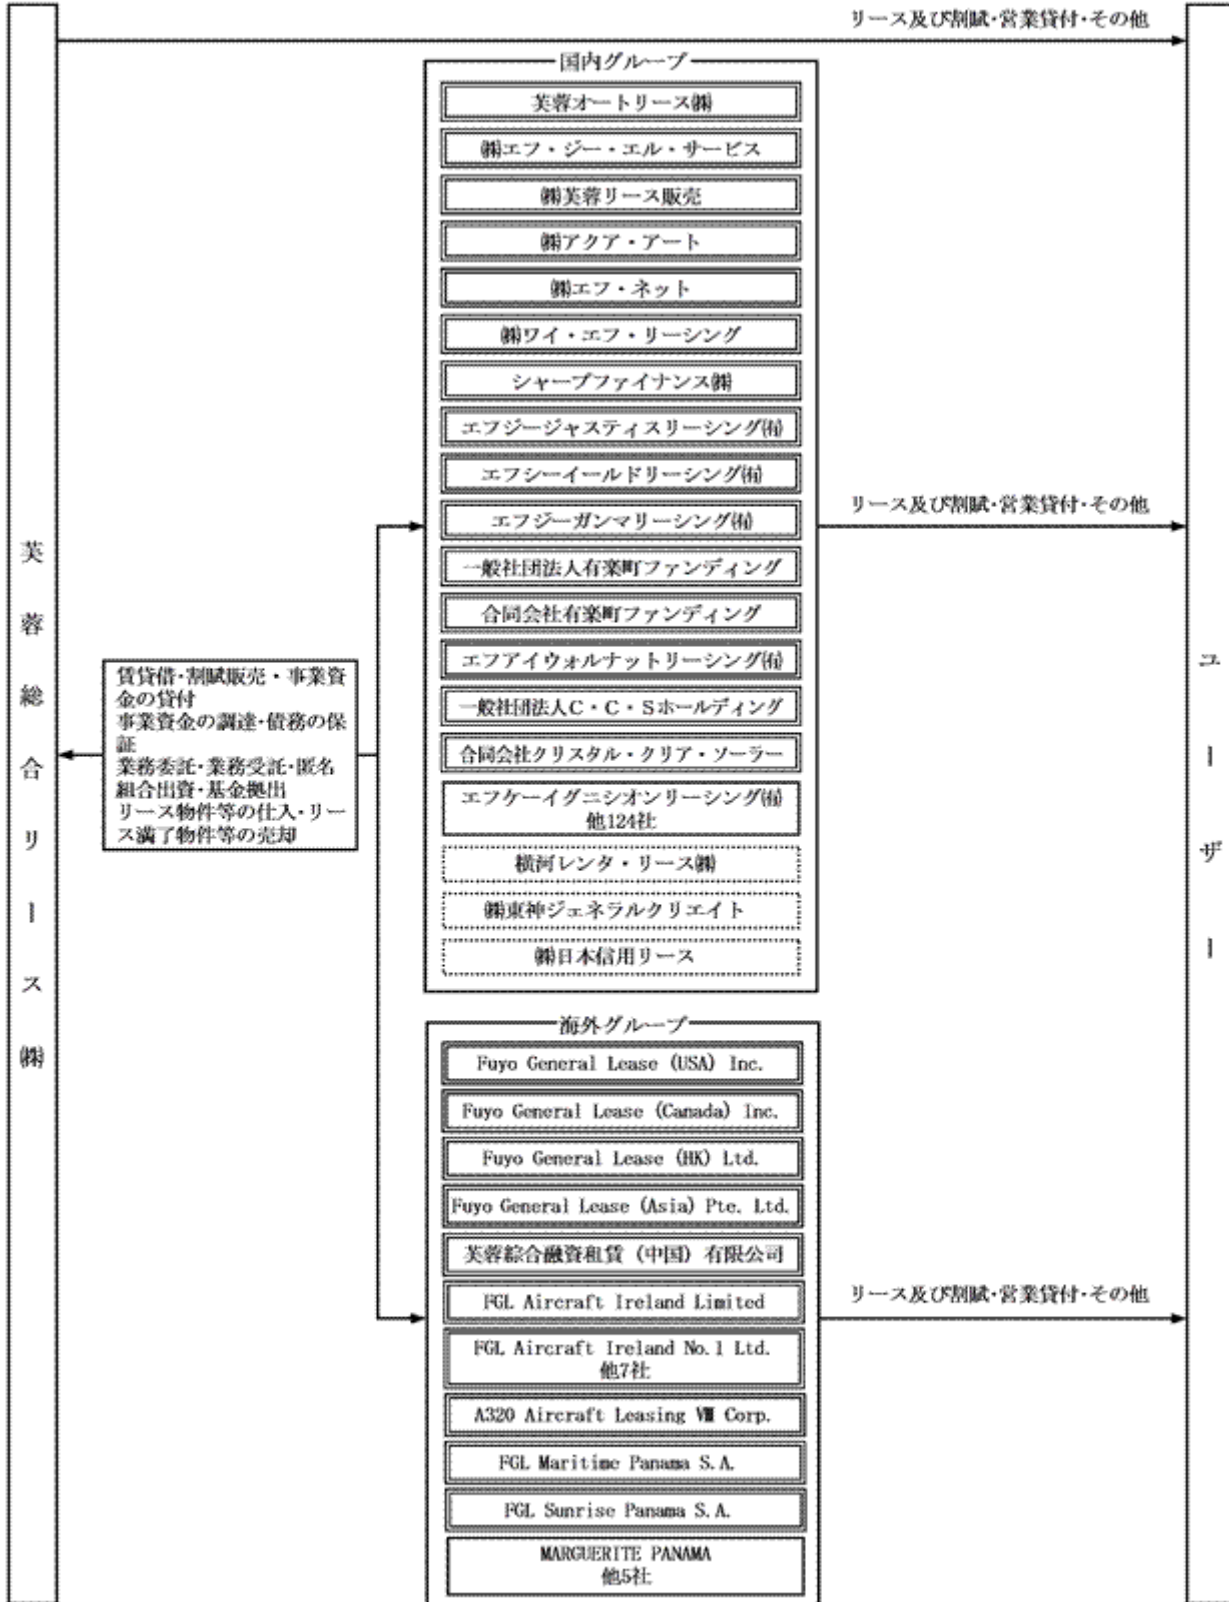 リース及び割賦・営業貸付・その他
国内グループ
芙蓉オートリース㈱
㈱エフ・ジー・エル・サービス
㈱芙蓉リース販売
㈱アクア・アート
㈱エフ・ネット
㈱ワイ・エフ・リーシング
シャープファイナンス㈱
エフジージャスティスリーシング㈲
エフシーイールドリーシング㈲
エフジーガンマリーシング㈲
一般社団法人有楽町ファンディング
合同会社有楽町ファンディング
エフアイウォルナットリーシング㈲
一般社団法人C・C・Sホールディング
合同会社クリスタル・クリア・ソーラー
エフケーイグニシオンリーシング㈲
他124社
横河レンタ・リース㈱
㈱東神ジェネラルクリエイト
㈱日本信用リース
リース及び割賦・営業貸付・その他
芙蓉総合リース㈱
賃貸借・割賦販売・事業資
金の貸付
事業資金の調達・債務の保
証
業務委託・業務受託・匿名
組合出資・基金拠出
リース物件等の仕入・リー
ス満了物件等の売却
ユーザー
海外グループ
Fuyo General Lease (USA) Inc.
Fuyo General Lease (Canada) Inc.
Fuyo General Lease (HK) Ltd.
Fuyo General Lease (Asia) Pte. Ltd.
芙蓉綜合融資租賃（中国）有限公司
FGL Aircraft Ireland Limited
FGL Aircraft Ireland No.1 Ltd.
他7社
A320 Aircraft Leasing Ⅷ Corp.
FGL Maritime Panama S.A.
FGL Sunrise Panama S.A.
MARGUERITE PANAMA
他5社
リース及び割賦・営業貸付・その他